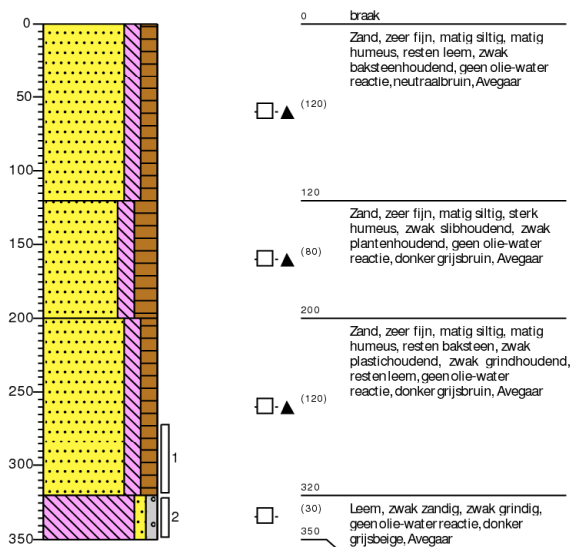 0 braak
0
Zand, zeer fijn, matig siltig, matig
humeus, resten leem, zwak
baksteenhoudend, geen olie-water
reactie, neutraalbruin, Avegaar
50
(120)
100
120
Zand, zeer fijn, matig siltig, sterk
humeus, zwak slibhoudend, zwak
plantenhoudend, geen olie-water
reactie, donker grijsbruin, Avegaar
150
(80)
200
200
Zand, zeer fijn, matig siltig, matig
humeus, resten baksteen, zwak
plastichoudend, zwak grindhoudend,
resten leem, geen olie-water
reactie, donker grijsbruin, Avegaar
250
(120)
1
300
320
Leem, zwak zandig, zwak grindig,
geen olie-water reactie, donker
grijsbeige, Avegaar
(30)
2
350
350